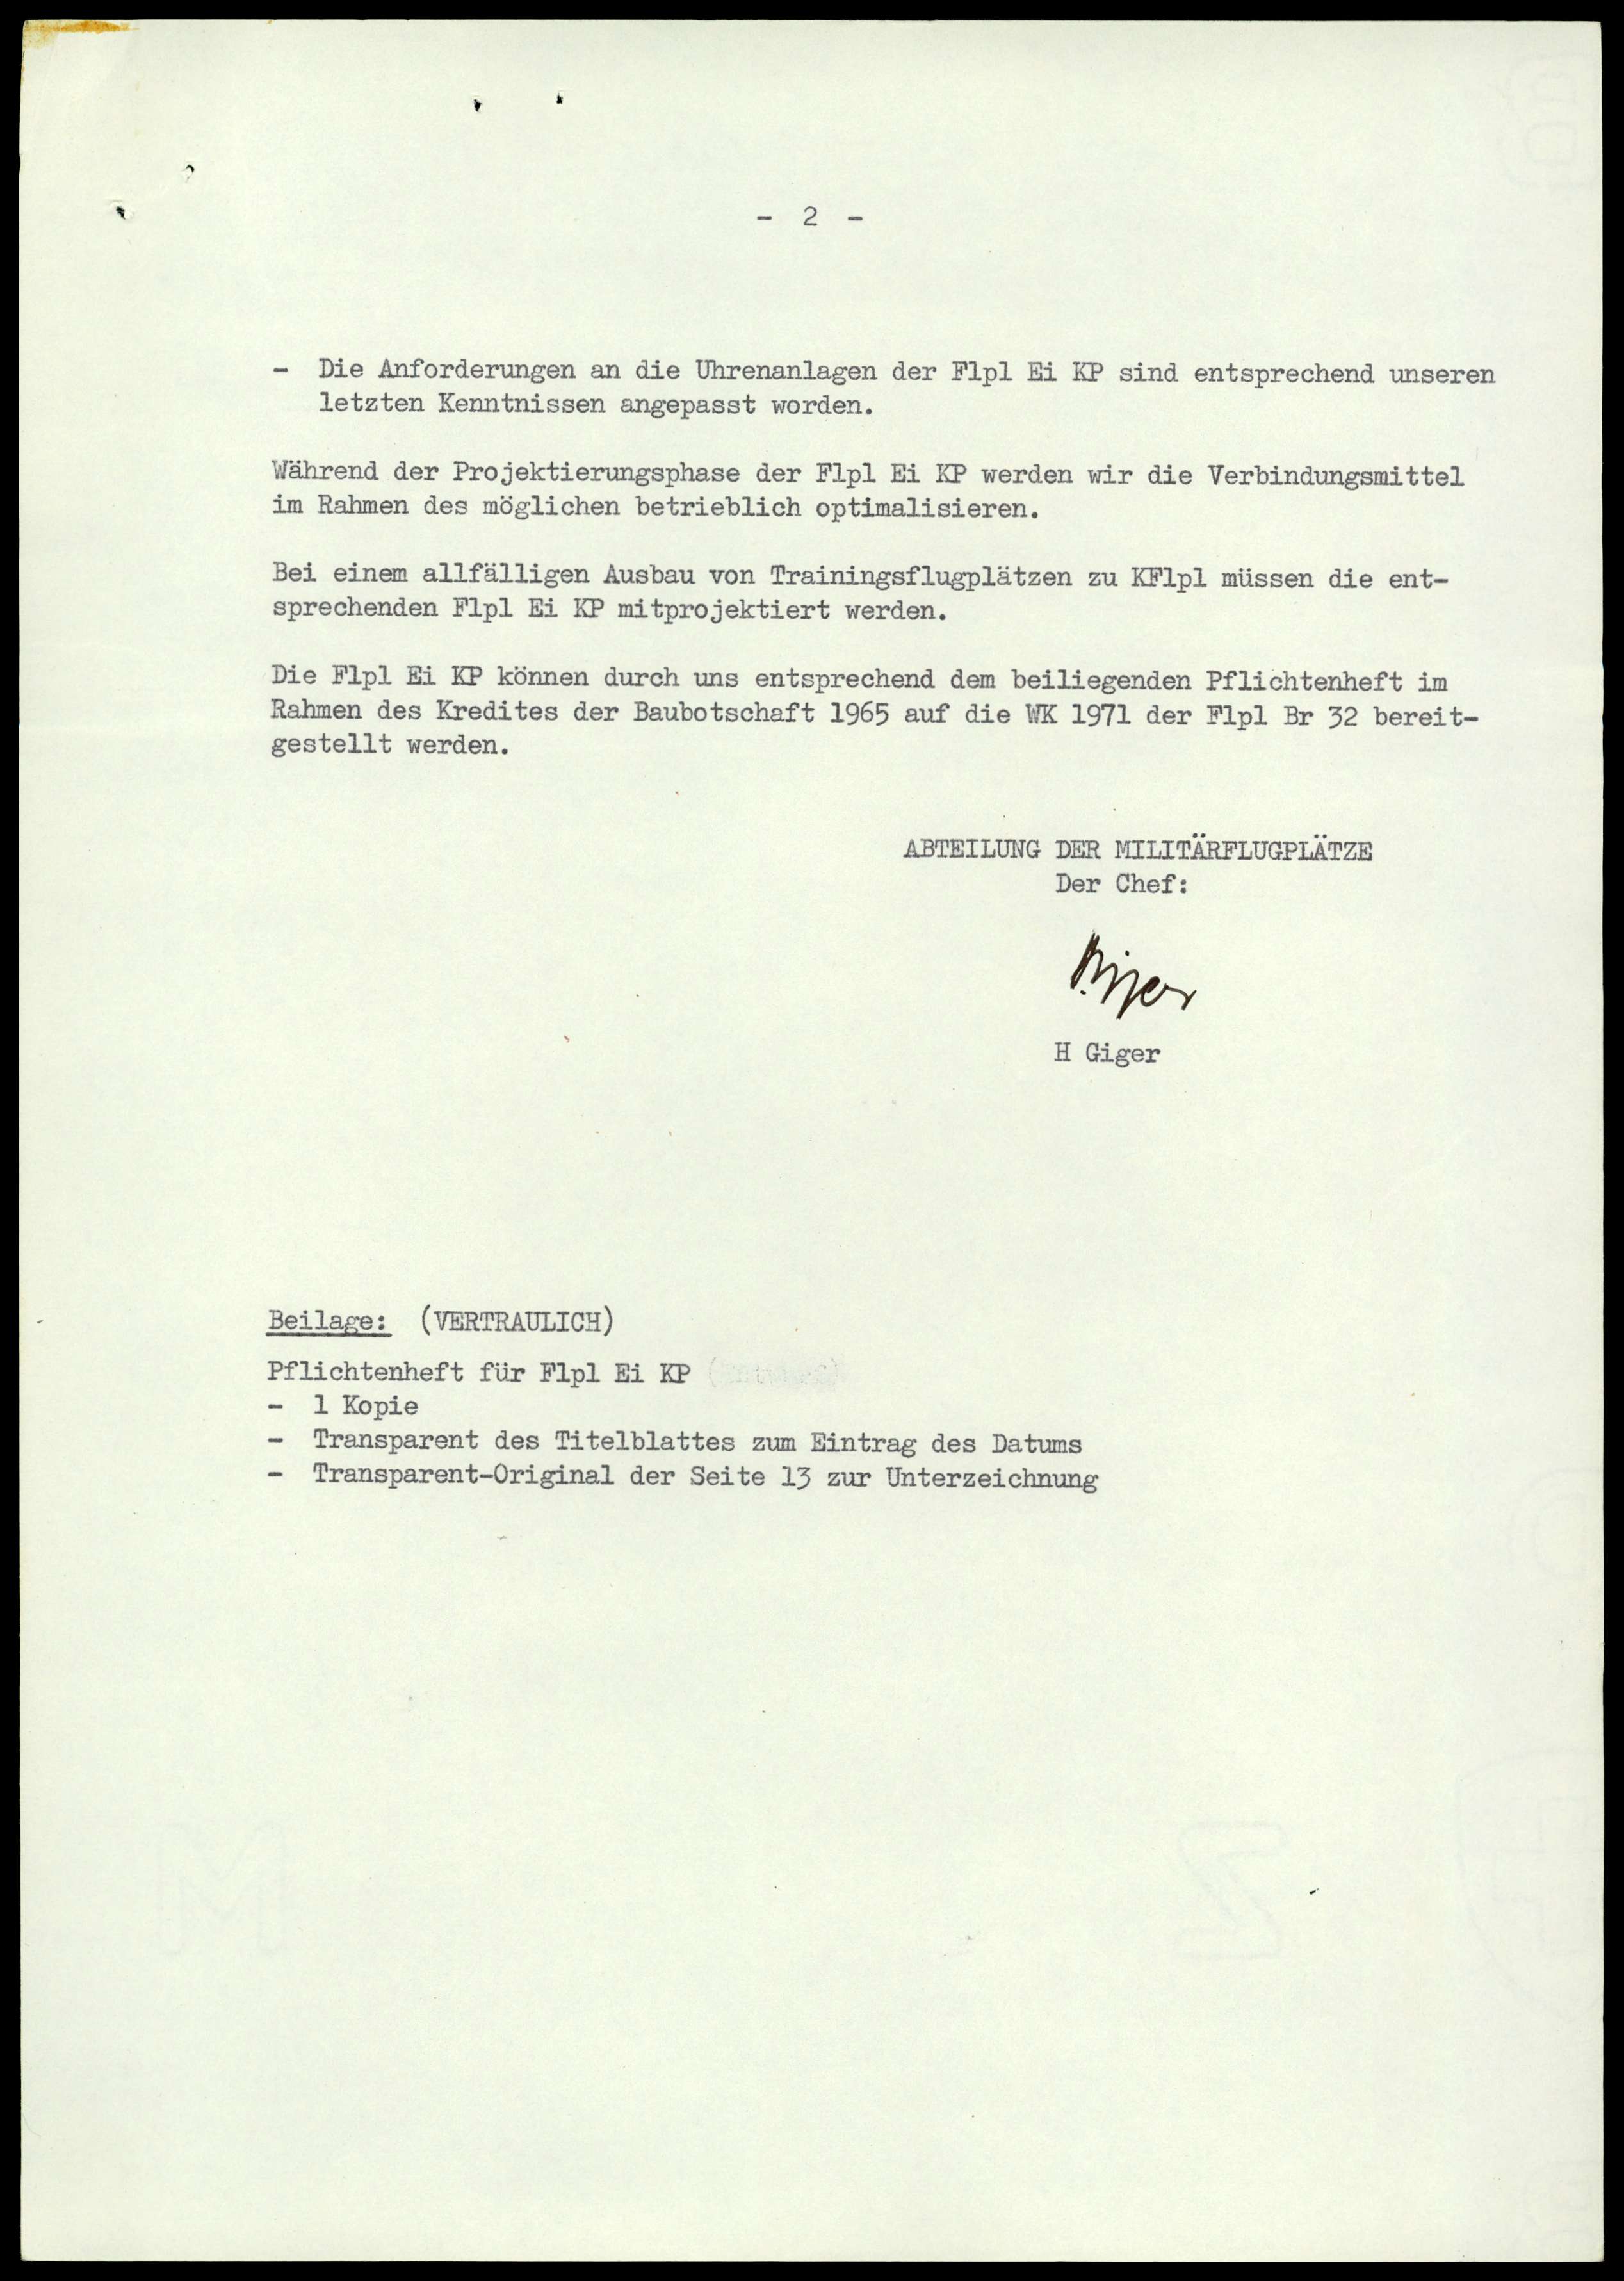 - 2 -
- Die Anforderungen an die Uhrenanlagen der Flpl Ei KP sind entsprechend unseren
letzten Kenntnissen angepasst worden.
Während der Projektierungsphase der Flpl Ei KP werden wir die Verbindungsmittel
im Rahmen des möglichen betrieblich optimalisieren.
Bei einem allfälligen Ausbau von Trainingsflugplätzen zu KFlpl müssen die ent-
sprechenden Flpl Ei KP mitprojektiert werden.
Die Flpl Ei KP können durch uns entsprechend dem beiliegenden Pflichtenheft im
Rahmen des Kredites der Baubotschaft 1965 auf die WK 1971 der Flpl Br 32 bereit-
gestellt werden.
ABTEILUNG DER MILITÄRFLUGPLÄTZE
Der Chef:
H Giger
Beilage: (VERTRAULICH)
Pflichtenheft für Flpl Ei KP
- 1 Kopie
- Transparent des Titelblattes zum Eintrag des Datums
- Transparent-Original der Seite 13 zur Unterzeichnung